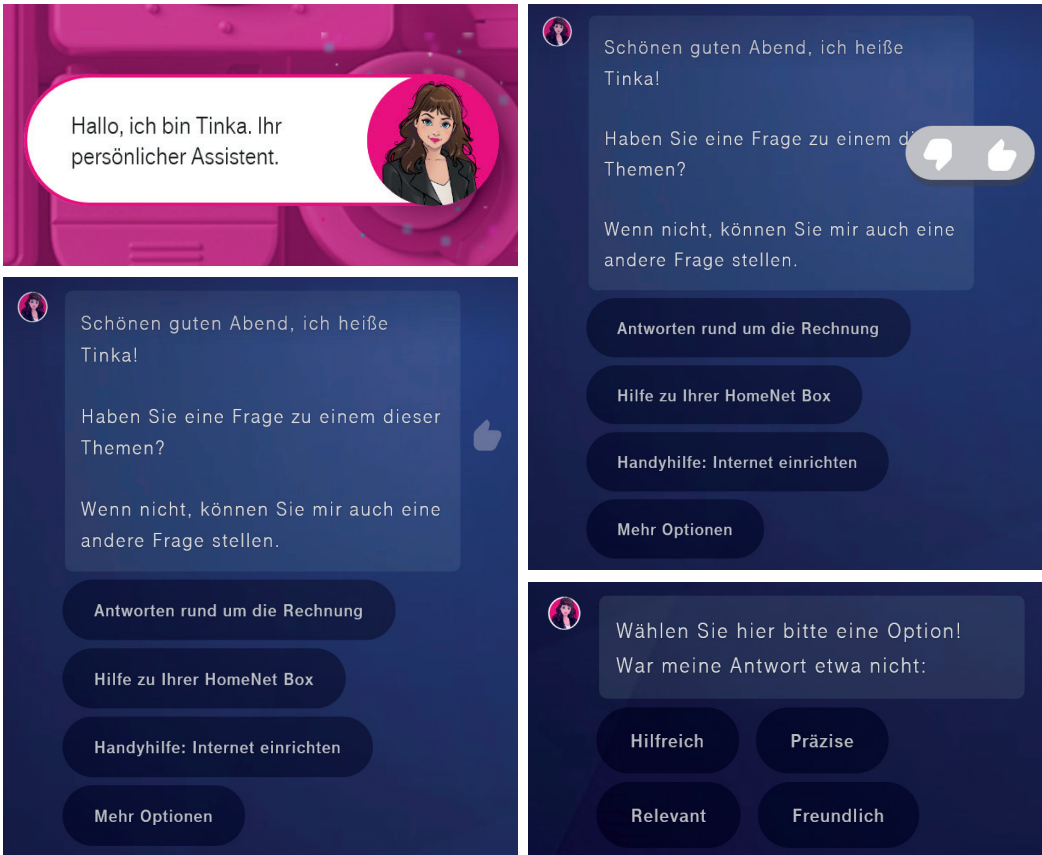 Hallo, ich bin Tinka. Ihr
persönlicher Assistent.
Schönen guten Abend, ich heiße
Tinka!
Haben Sie eine Frage zu einem dieser
Themen?
Wenn nicht, können Sie mir auch eine
andere Frage stellen.
Antworten rund um die Rechnung
Hilfe zu Ihrer HomeNet Box
Handyhilfe: Internet einrichten
Mehr Optionen
Schönen guten Abend, ich heiße
Tinka!
Haben Sie eine Frage zu einem
Themen?
Wenn nicht, können Sie mir auch eine
andere Frage stellen.
Antworten rund um die Rechnung
Hilfe zu Ihrer HomeNet Box
Handyhilfe: Internet einrichten
Mehr Optionen
Wählen Sie hier bitte eine Option!
War meine Antwort etwa nicht:
Hilfreich
Präzise
Relevant
Freundlich